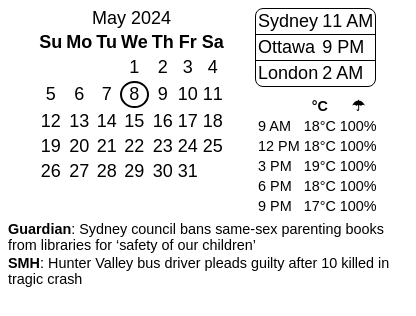 May 2024
Su Mo Tu We Th Fr Sa
1 2 3 4
5 6 7 8 9 10 11
12 13 14 15 16 17 18
19 20 21 22 23 24 25
26 27 28 29 30 31
Sydney 11 AM
Ottawa 9 PM
London 2 AM
°C ☂
9 AM 18°C 100%
12 PM 18°C 100%
3 PM 19°C 100%
6 PM 18°C 100%
9 PM 17°C 100%
Guardian: Sydney council bans same-sex parenting books
from libraries for ‘safety of our children’
SMH: Hunter Valley bus driver pleads guilty after 10 killed in
tragic crash